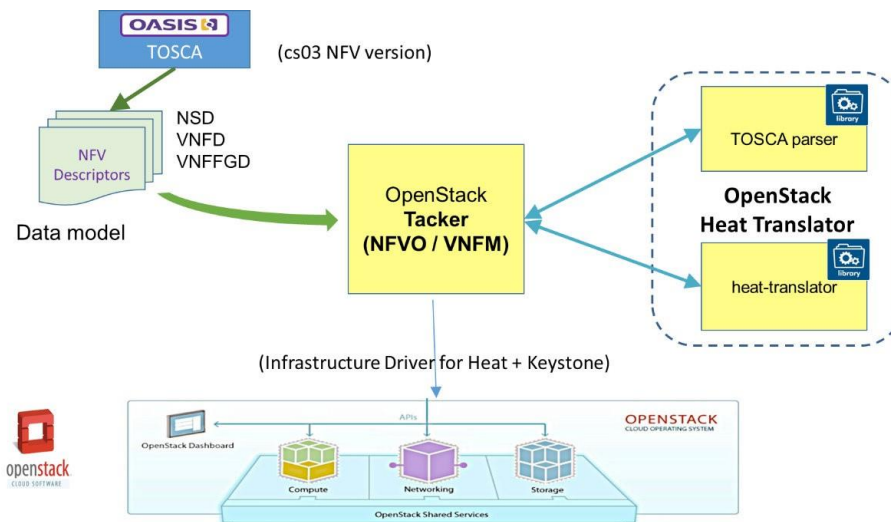 OASIS
TOSCA
(cs03 NFV version)
NSD
VNFD
VNFFGD
NFV
Descriptors
Data model
OpenStack
Tacker
(NFVO / VNFM)
library
TOSCA parser
OpenStack
Heat Translator
library
heat-translator
(Infrastructure Driver for Heat + Keystone)
openstack
CLOUD SOFTWARE
OpenStack Dashboard
APIs
OPENSTACK
CLOUD OPERATING SYSTEM
Compute
Networking
Storage
OpenStack Shared Services